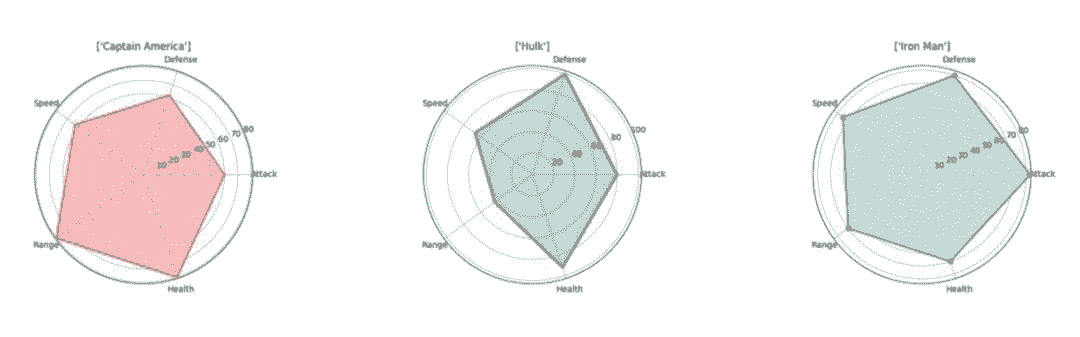 ['Captain America']
Defense
Speed
10 20 30 40 50 60 70 80
Attack
Range
Health
['Hulk']
Defense
Speed
20 40 60 80 100
Attack
Range
Health
['Iron Man']
Defense
Speed
10 20 30 40 50 60 70 80
Attack
Range
Health